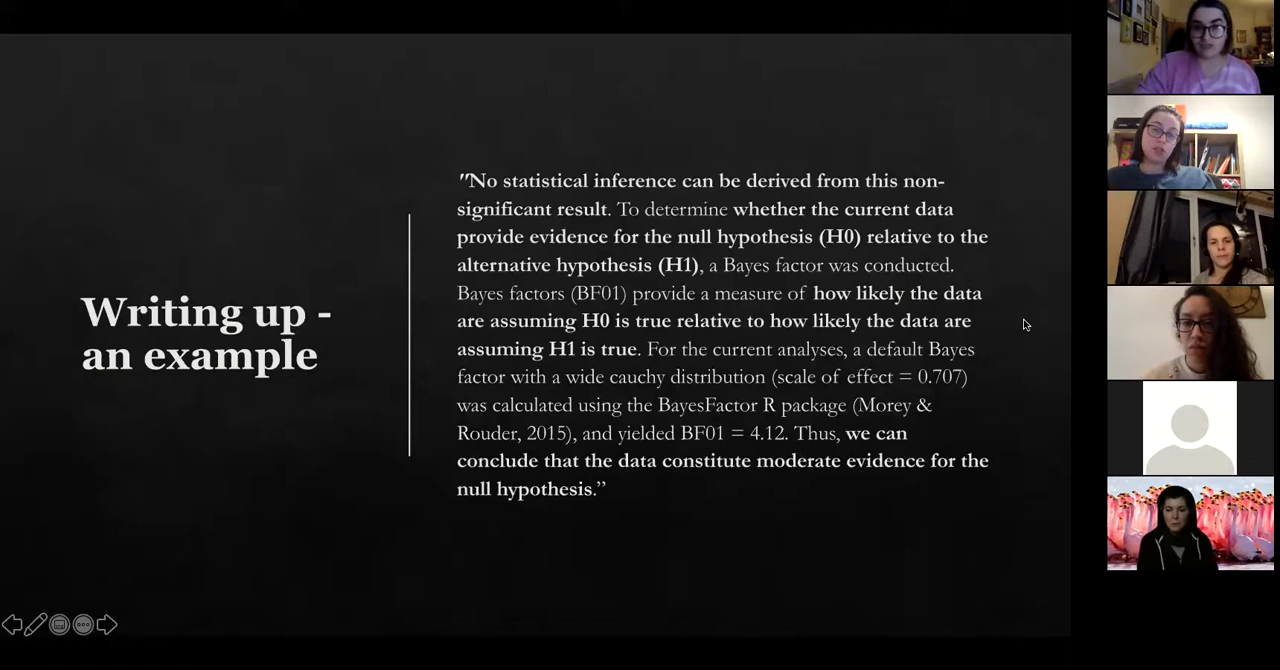 Writing up -
an example
"No statistical inference can be derived from this non-
significant result. To determine whether the current data
provide evidence for the null hypothesis (H0) relative to the
alternative hypothesis (H1), a Bayes factor was conducted.
Bayes factors (BF01) provide a measure of how likely the data
are assuming H0 is true relative to how likely the data are
assuming H1 is true. For the current analyses, a default Bayes
factor with a wide cauchy distribution (scale of effect = 0.707)
was calculated using the BayesFactor R package (Morey &
Rouder, 2015), and yielded BF01 = 4.12. Thus, we can
conclude that the data constitute moderate evidence for the
null hypothesis.”